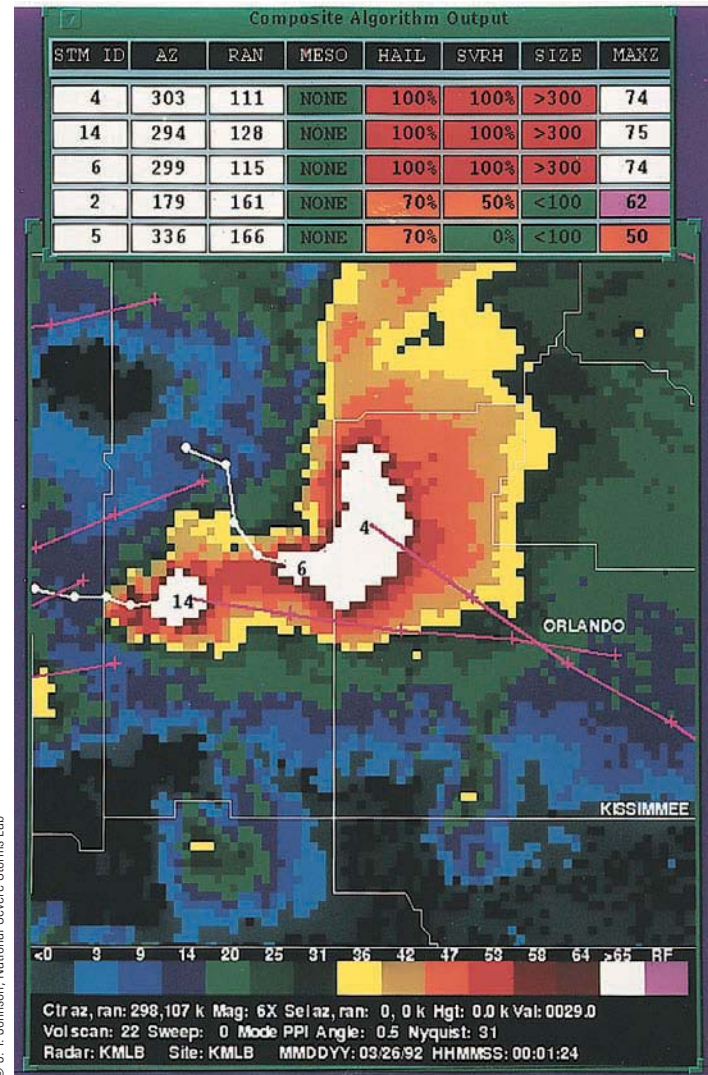 Composite Algorithm Output
STM ID AZ RAN MESO HAIL SVRH SIZE MAXZ
4 303 111 NONE 100% 100% >300 74
14 294 128 NONE 100% 100% >300 75
6 299 115 NONE 100% 100% >300 74
2 179 161 NONE 70% 50% <100 62
5 336 166 NONE 70% 0% <100 50
4
6
14
ORLANDO
KISSIMMEE
<0 3 9 14 20 25 31 36 42 47 53 58 64 >65 RF
Ctr az, ran: 298,107 k Mag: 6X Sel az, ran: 0, 0 k Hgt: 0.0 k Val: 0029.0
Vol scan: 22 Sweep: 0 Mode PPI Angle: 0.5 Nyquist: 31
Radar: KMLB Site: KMLB MMDDYY: 03/26/92 HHMMSS: 00:01:24
© J. T. Johnson, National Severe Storms Lab